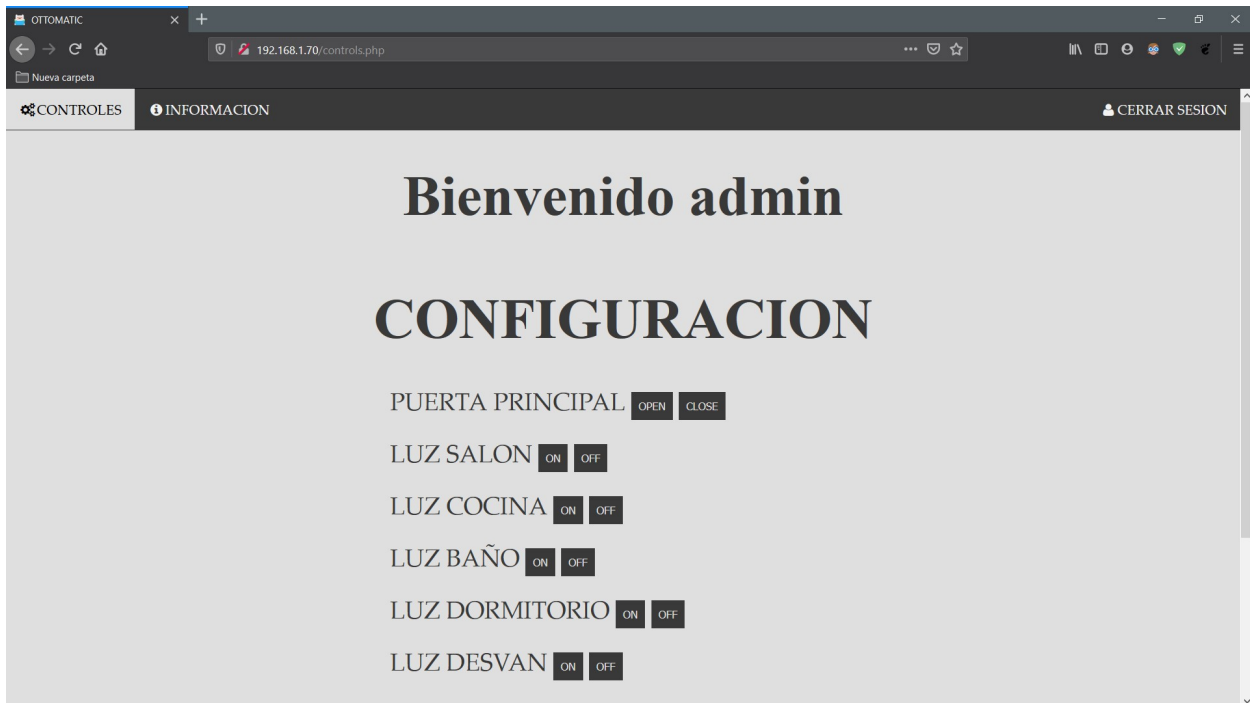 OTTOMATIC
192.168.1.70/controls.php
Nueva carpeta
CONTROLES INFORMACION CERRAR SESION
Bienvenido admin
CONFIGURACION
PUERTA PRINCIPAL OPEN CLOSE
LUZ SALON ON OFF
LUZ COCINA ON OFF
LUZ BAÑO ON OFF
LUZ DORMITORIO ON OFF
LUZ DESVAN ON OFF